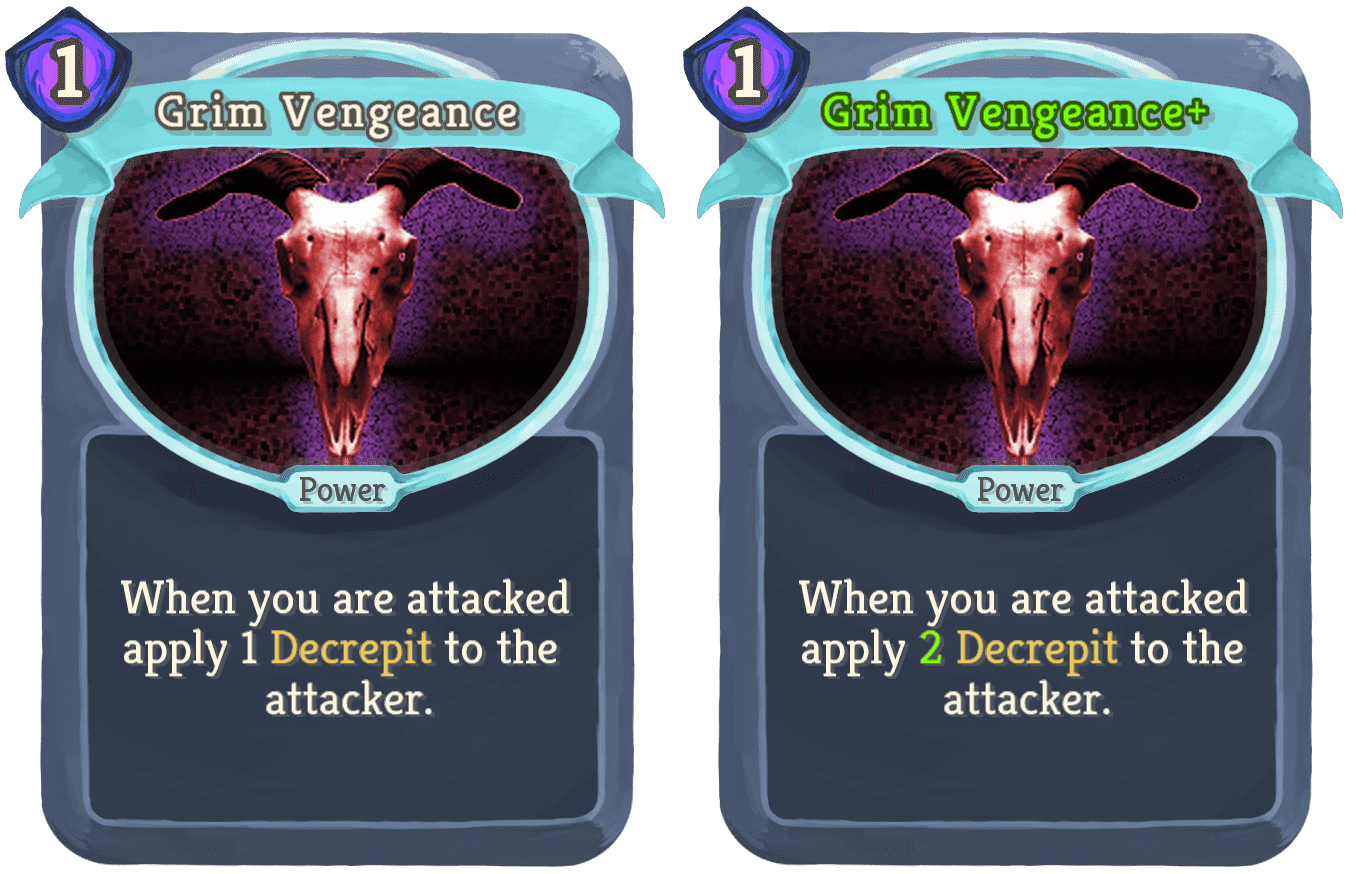 1
Grim Vengeance
Power
When you are attacked
apply 1 Decrepit to the
attacker.
1
Grim Vengeance+
Power
When you are attacked
apply 2 Decrepit to the
attacker.